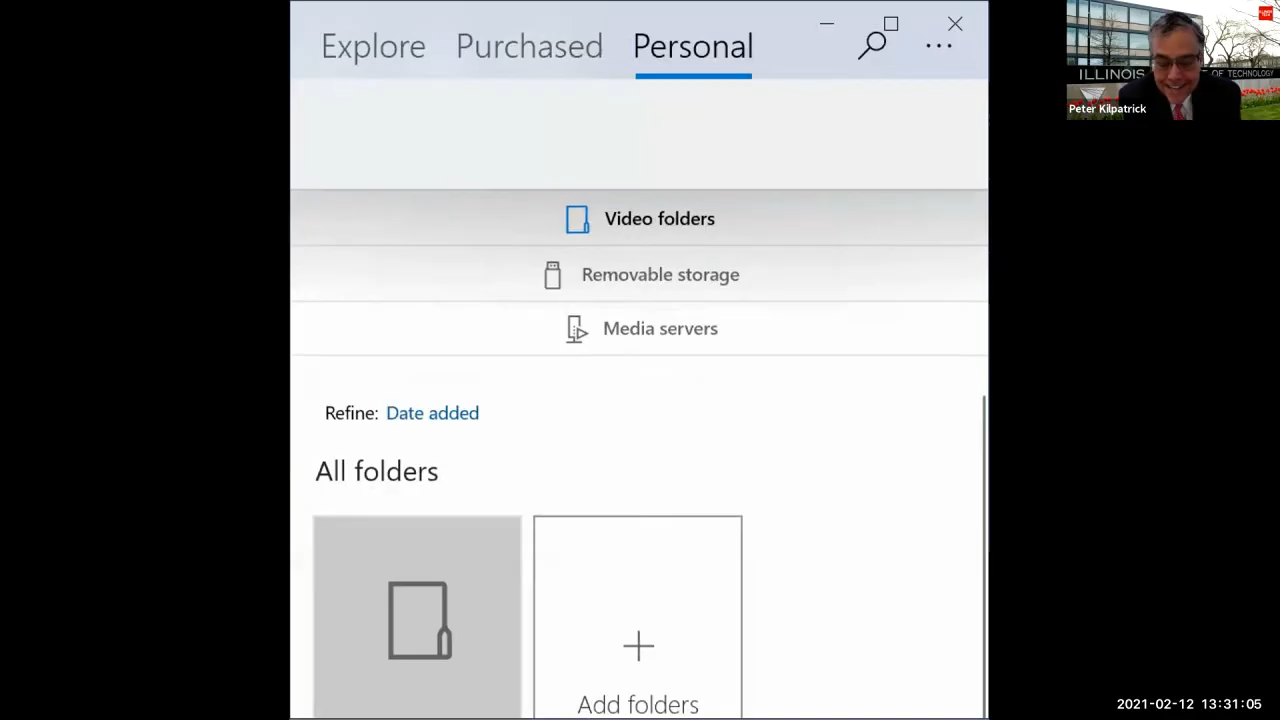 Explore Purchased Personal
Video folders
Removable storage
Media servers
Refine: Date added
All folders
Add folders
ILLINOIS OF TECHNOLOGY
Peter Kilpatrick
2021-02-12 13:31:05